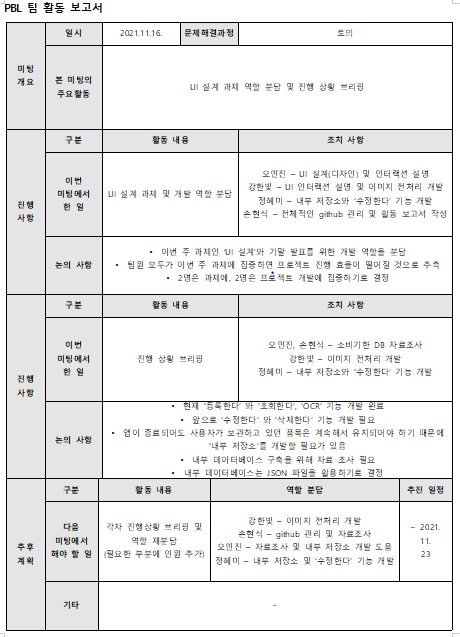 PBL 팀 활동 보고서
일시 2021.11.16. 문제해결과정 토의
미팅
개요
본 미팅의
주요활동
UI 설계 과제 역할 분담 및 진행 상황 브리핑
구분 활동 내용 조치 사항
진행
사항
이번
미팅에서
한 일
UI 설계 과제 및 개발 역할 분담
오민진 – UI 설계(디자인) 및 인터랙션 설명
강한빛 – UI 인터랙션 설명 및 이미지 전처리 개발
정혜미 – 내부 저장소와 '수정한다' 기능 개발
손현석 – 전체적인 github 관리 및 활동 보고서 작성
논의 사항
• 이번 주 과제인 'UI 설계'와 기말 발표를 위한 개발 역할을 분담
• 팀원 모두가 이번 주 과제에 집중하면 프로젝트 진행 효율이 떨어질 것으로 추측
• 2명은 과제에, 2명은 프로젝트 개발에 집중하기로 결정
구분 활동 내용 조치 사항
진행
사항
이번
미팅에서
한 일
진행 상황 브리핑
오민진, 손현석 – 소비기한 DB 자료조사
강한빛 – 이미지 전처리 개발
정혜미 – 내부 저장소와 '수정한다' 기능 개발
논의 사항
• 현재 '등록한다' 와 '조회한다', 'OCR' 기능 개발 완료
• 앞으로 '수정한다' 와 '삭제한다' 기능 개발 필요
• 앱이 종료되어도 사용자가 보관하고 있던 품목은 계속해서 유지되어야 하기 때문에
'내부 저장소'를 개발할 필요가 있음
• 내부 데이터베이스 구축을 위해 자료 조사 필요
• 내부 데이터베이스는 JSON 파일을 활용하기로 결정
구분 활동 내용 역할 분담 추진 일정
추후
계획
다음
미팅에서
해야 할 일
각자 진행상황 브리핑 및
역할 재분담
(필요한 부분에 인원 추가)
강한빛 – 이미지 전처리 개발
손현석 – github 관리 및 자료조사
오민진 – 자료조사 및 내부 저장소 개발 도움
정혜미 – 내부 저장소 및 '수정한다' 기능 개발
~ 2021.
11.
23
기타 -